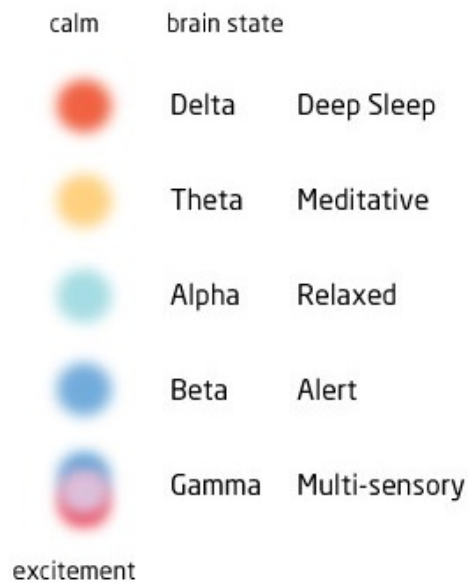 calm brain state
Delta Deep Sleep
Theta Meditative
Alpha Relaxed
Beta Alert
Gamma Multi-sensory
excitement